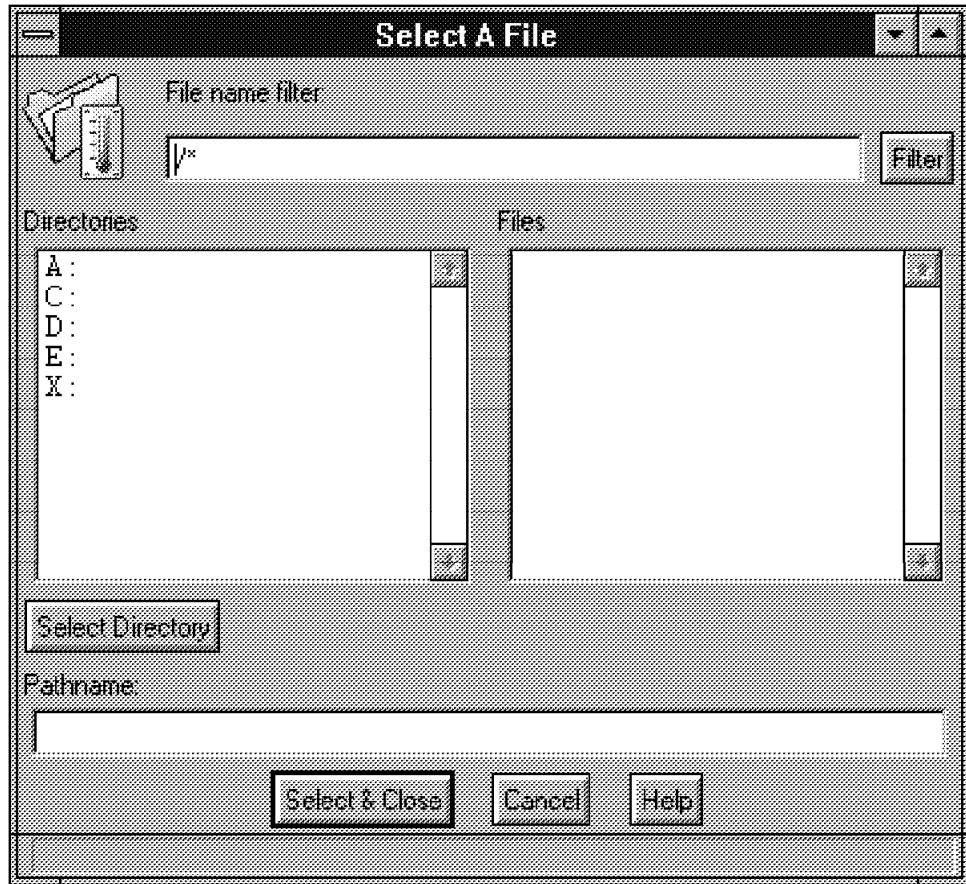 Select A File
File name filter
/*
Filter
Directories
Files
A:
C:
D:
E:
X:
Select Directory
Pathname:
Select & Close
Cancel
Help